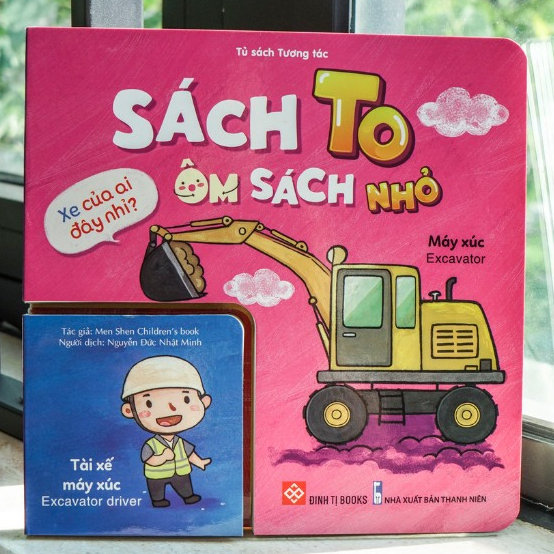 Tủ sách Tương tác
SÁCH TO
ÔM SÁCH NHỎ
Xe của ai
đây nhỉ?
Máy xúc
Excavator
Tác giả: Men Shen Children's book
Người dịch: Nguyễn Đức Nhật Minh
Tài xế
máy xúc
Excavator driver
ĐINH TỊ BOOKS
NHÀ XUẤT BẢN THANH NIÊN